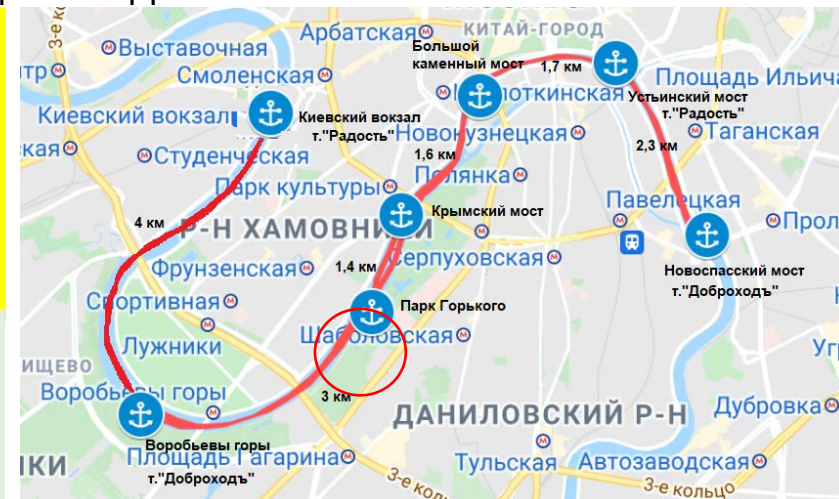 Арбатская
КИТАЙ-ГОРОД
Выставочная
Большой
каменный мост
1,7 км
Смоленская
Площадь Ильича
Устьинский мост
т."Радость"
Киевский вокзал
Киевский вокзал
т."Радость"
Новокузнецкая
Таганская
Студенческая
1,6 км
2,3 км
Полянка
Парк культуры
Павелецкая
Крымский мост
4 км
Р-Н ХАМОВНИКИ
Серпуховская
Фрунзенская
1,4 км
Новоспасский мост
т."Доброходъ"
Спортивная
Парк Горького
Лужники
Шаболовская
Воробьевы горы
3 км
ДАНИЛОВСКИЙ Р-Н
Дубровка
Воробьевы горы
т."Доброходъ"
Площадь Гагарина
Тульская
Автозаводская
3-е кольцо